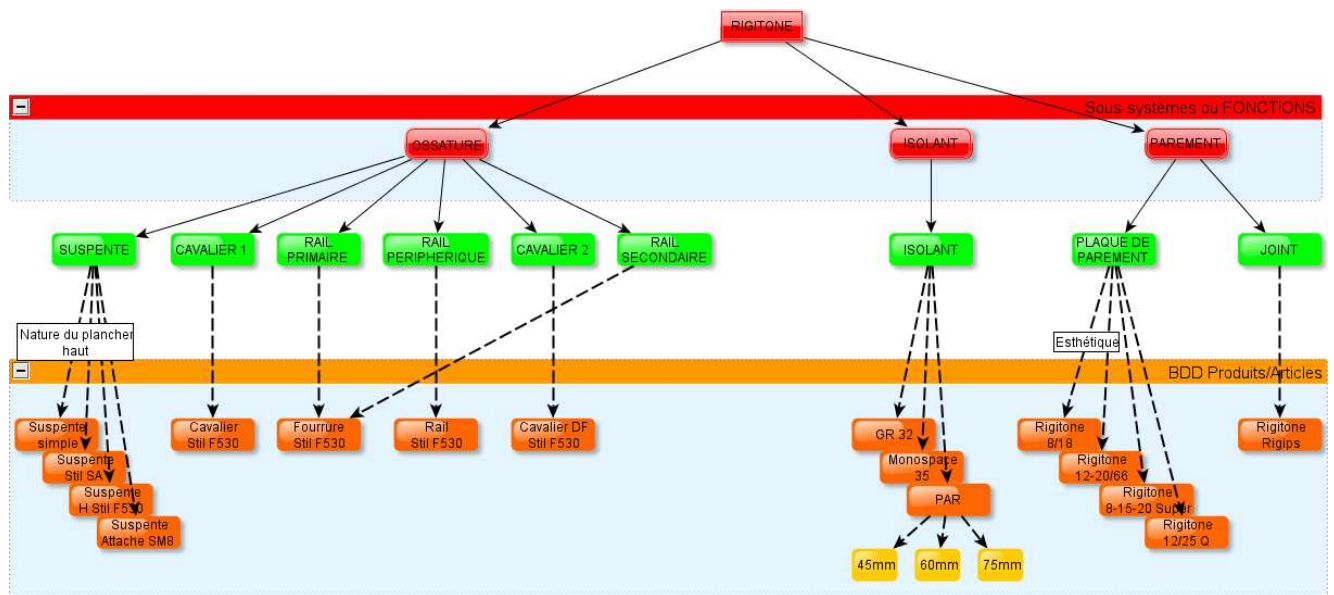 RIGITONE
Sous-systèmes ou FONCTIONS
OSSATURE
ISOLANT
PAREMENT
SUSPENTE
CAVALIER 1
RAIL
PRIMAIRE
RAIL
PERIPHERIQUE
CAVALIER 2
RAIL
SECONDAIRE
ISOLANT
PLAQUE DE
PAREMENT
JOINT
Nature du plancher
haut
Esthétique
BDD Produits/Articles
Suspente
simple
Suspente
Stil SA
Suspente
H Stil F530
Suspente
Attache SM8
Cavalier
Stil F530
Fourrure
Stil F530
Rail
Stil F530
Cavalier DF
Stil F530
GR 32
Monospace
35
PAR
45mm
60mm
75mm
Rigitone
8/18
Rigitone
12-20/66
Rigitone
8-15-20 Super
Rigitone
12/25 Q
Rigitone
Rigips